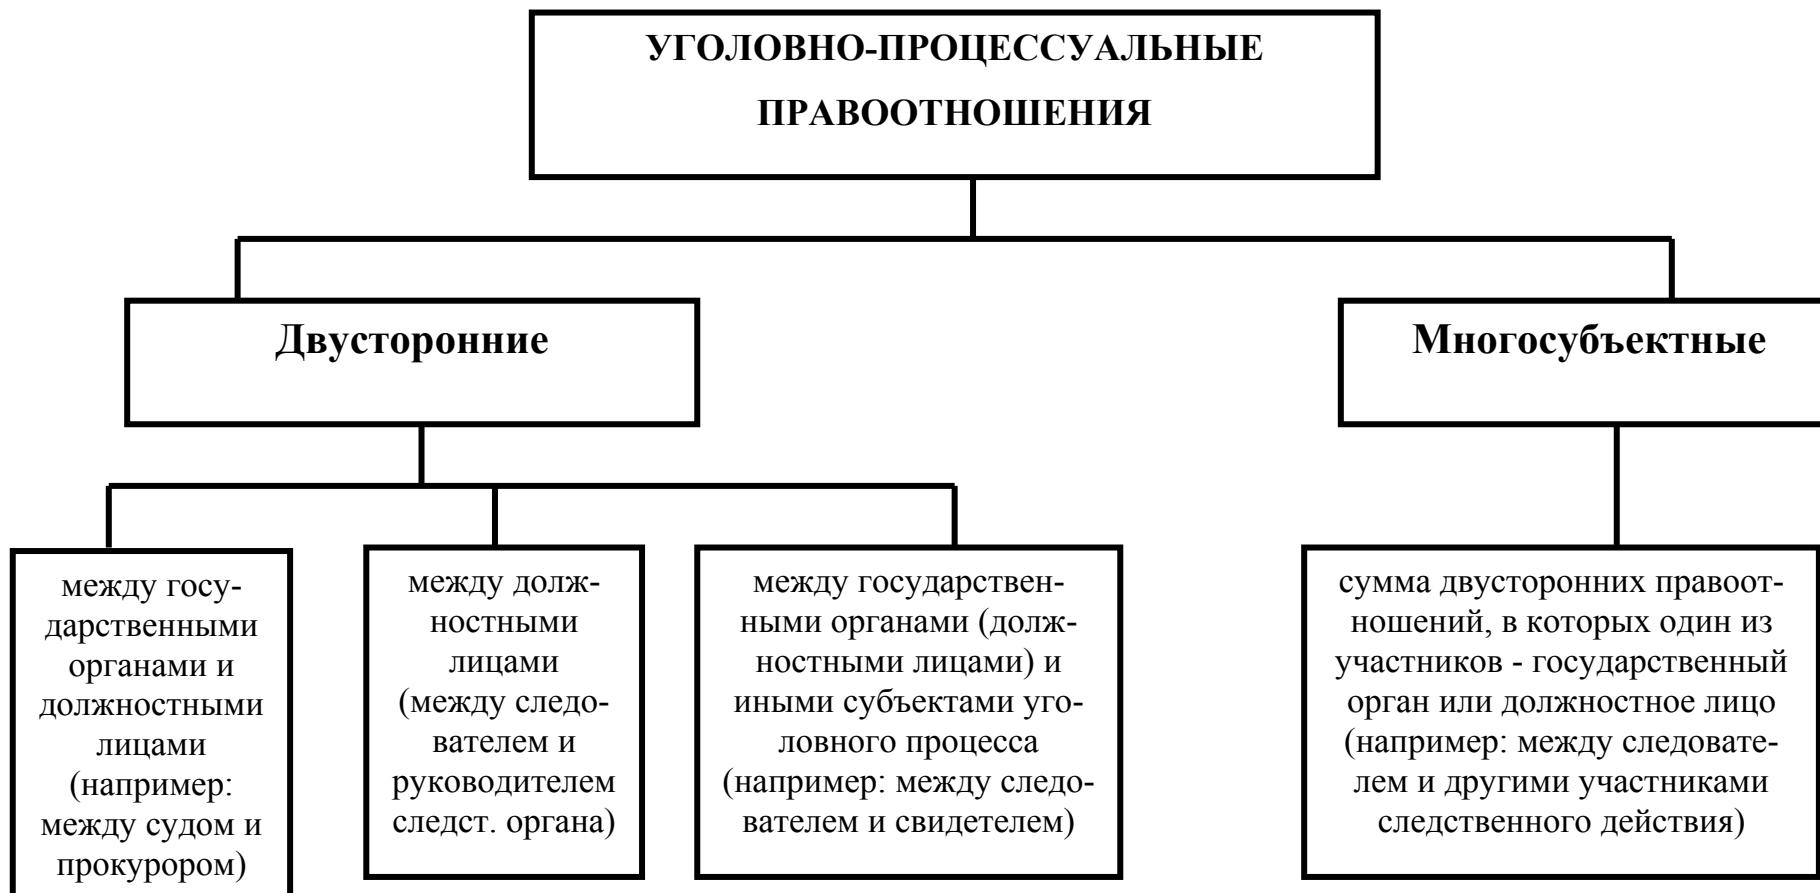 УГОЛОВНО-ПРОЦЕССУАЛЬНЫЕ
ПРАВООТНОШЕНИЯ
Двусторонние
Многосубъектные
между госу-
дарственными
органами и
должностными
лицами
(например:
между судом и
прокурором)
между долж-
ностными
лицами
(между следо-
вателем и
руководителем
следст. органа)
между государствен-
ными органами (долж-
ностными лицами) и
иными субъектами уго-
ловного процесса
(например: между следо-
вателем и свидетелем)
сумма двусторонних правоот-
ношений, в которых один из
участников - государственный
орган или должностное лицо
(например: между следовате-
лем и другими участниками
следственного действия)